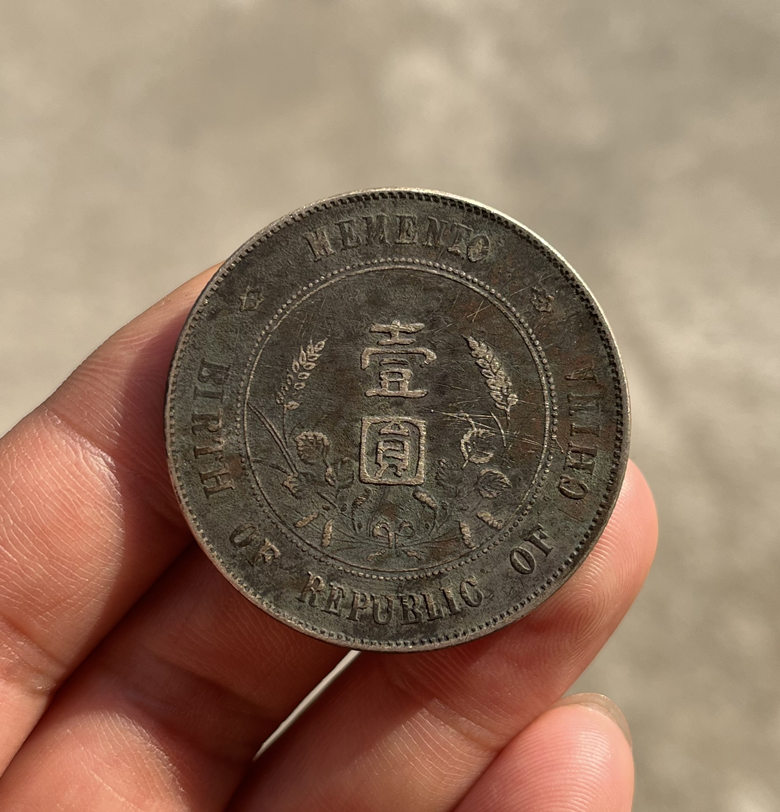 MEMENTO
壹
圓
BIRTH OF REPUBLIC OF CHINA